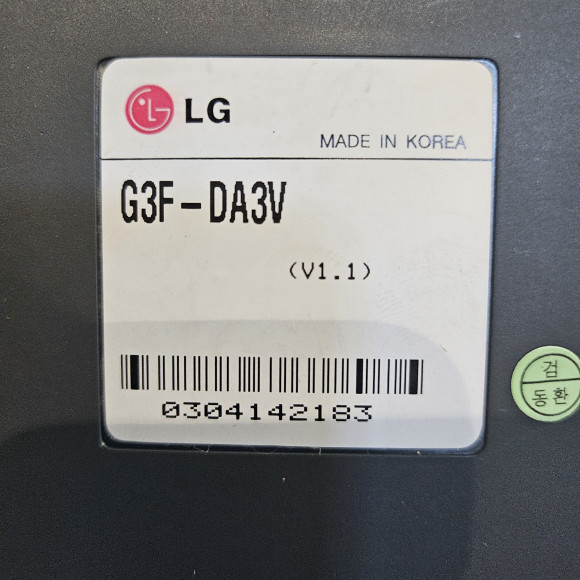 LG
MADE IN KOREA
G3F-DA3V
(V1.1)
0304142183
검
동환